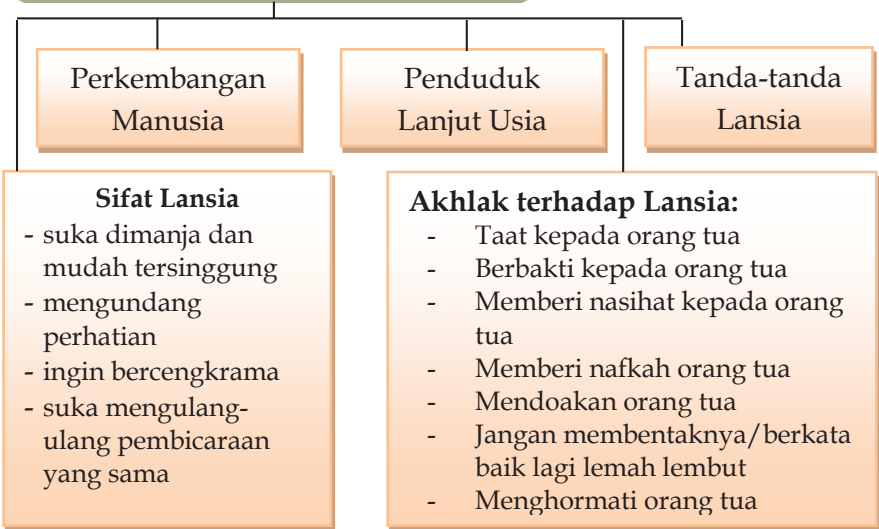 Perkembangan
Manusia
Penduduk
Lanjut Usia
Tanda-tanda
Lansia
Sifat Lansia
- suka dimanja dan
mudah tersinggung
- mengundang
perhatian
- ingin bercengkrama
- suka mengulang-
ulang pembicaraan
yang sama
Akhlak terhadap Lansia:
- Taat kepada orang tua
- Berbakti kepada orang tua
- Memberi nasihat kepada orang
tua
- Memberi nafkah orang tua
- Mendoakan orang tua
- Jangan membentaknya/berkata
baik lagi lemah lembut
- Menghormati orang tua